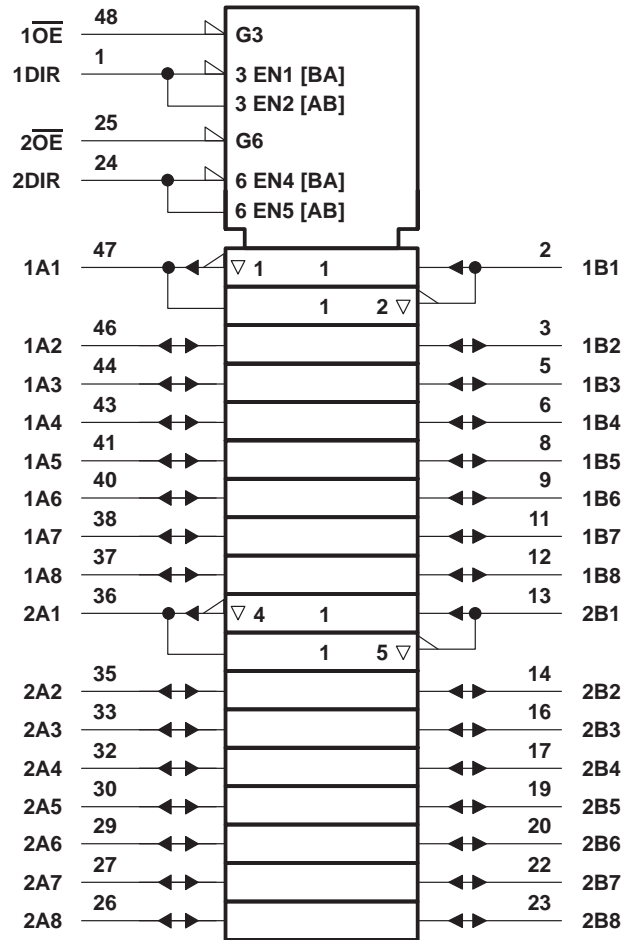 48
1O̅E̅ G3
1
1DIR 3 EN1 [BA]
3 EN2 [AB]
25
2O̅E̅ G6
24
2DIR 6 EN4 [BA]
6 EN5 [AB]
47 2
1A1 ▽ 1 1 1B1
1 2 ▽
46 3
1A2 1B2
44 5
1A3 1B3
43 6
1A4 1B4
41 8
1A5 1B5
40 9
1A6 1B6
38 11
1A7 1B7
37 12
1A8 1B8
36 13
2A1 ▽ 4 1 2B1
1 5 ▽
35 14
2A2 2B2
33 16
2A3 2B3
32 17
2A4 2B4
30 19
2A5 2B5
29 20
2A6 2B6
27 22
2A7 2B7
26 23
2A8 2B8